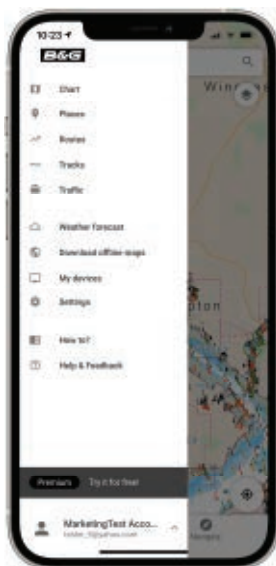 10:23
B&G
Chart
Places
Routes
Tracks
Traffic
Weather forecast
Download offline maps
My devices
Settings
How to?
Help & Feedback
Premium Try it for free!
MarketingTest Acco...
Navigate